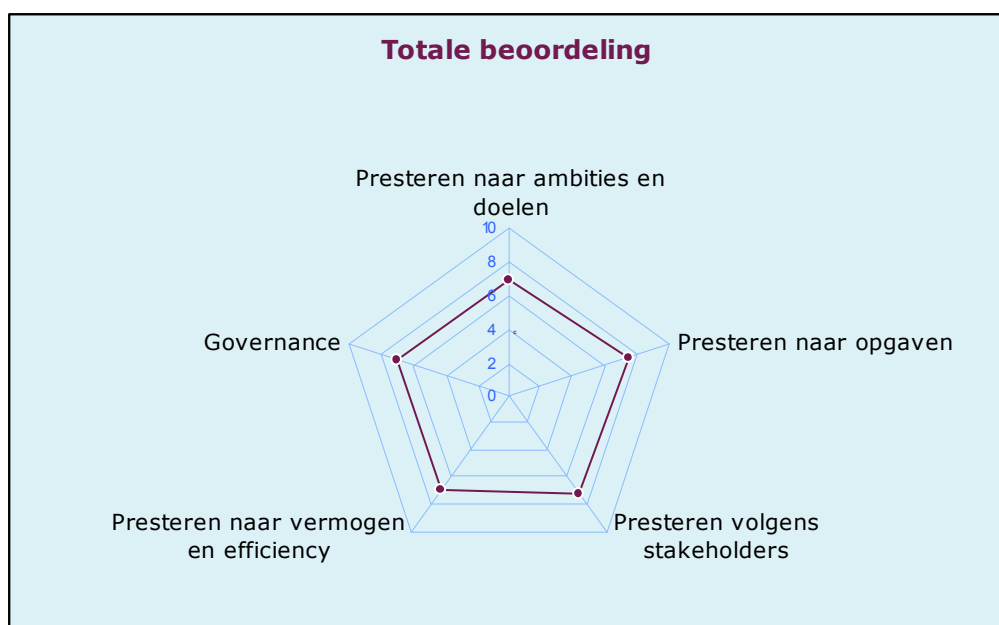 Totale beoordeling
Presteren naar ambities en
doelen
10
8
6
4
2
0
Governance
Presteren naar opgaven
Presteren naar vermogen
en efficiency
Presteren volgens
stakeholders